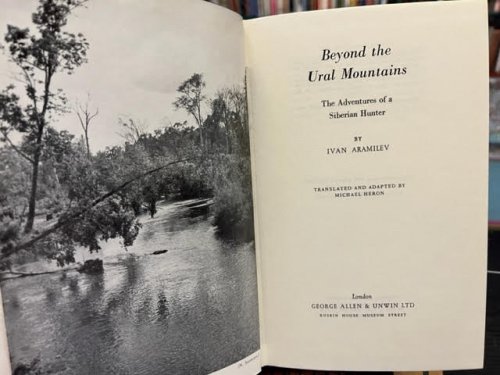 Beyond the
Ural Mountains
The Adventures of a
Siberian Hunter
BY
IVAN ARAMILEV
TRANSLATED AND ADAPTED BY
MICHAEL HERON
London
GEORGE ALLEN & UNWIN LTD
RUSKIN HOUSE MUSEUM STREET